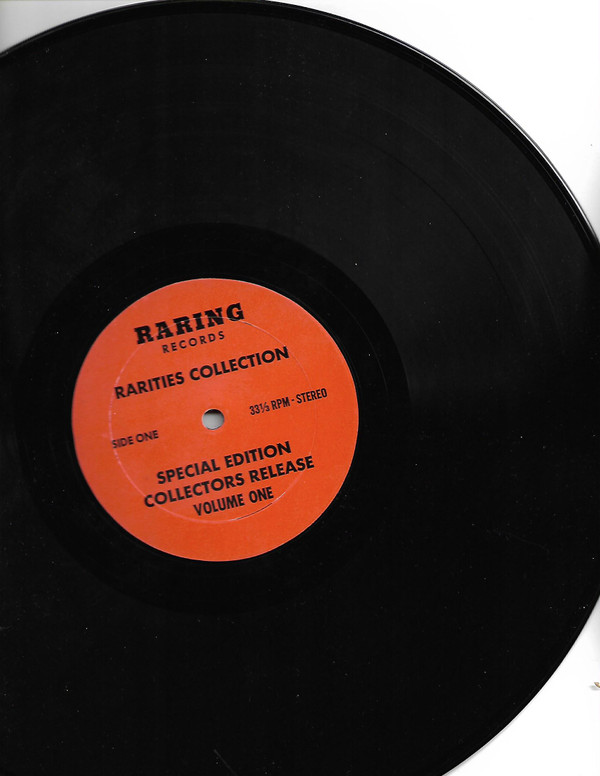 RARING
RECORDS
RARITIES COLLECTION
33⅓ RPM - STEREO
SIDE ONE
SPECIAL EDITION
COLLECTORS RELEASE
VOLUME ONE